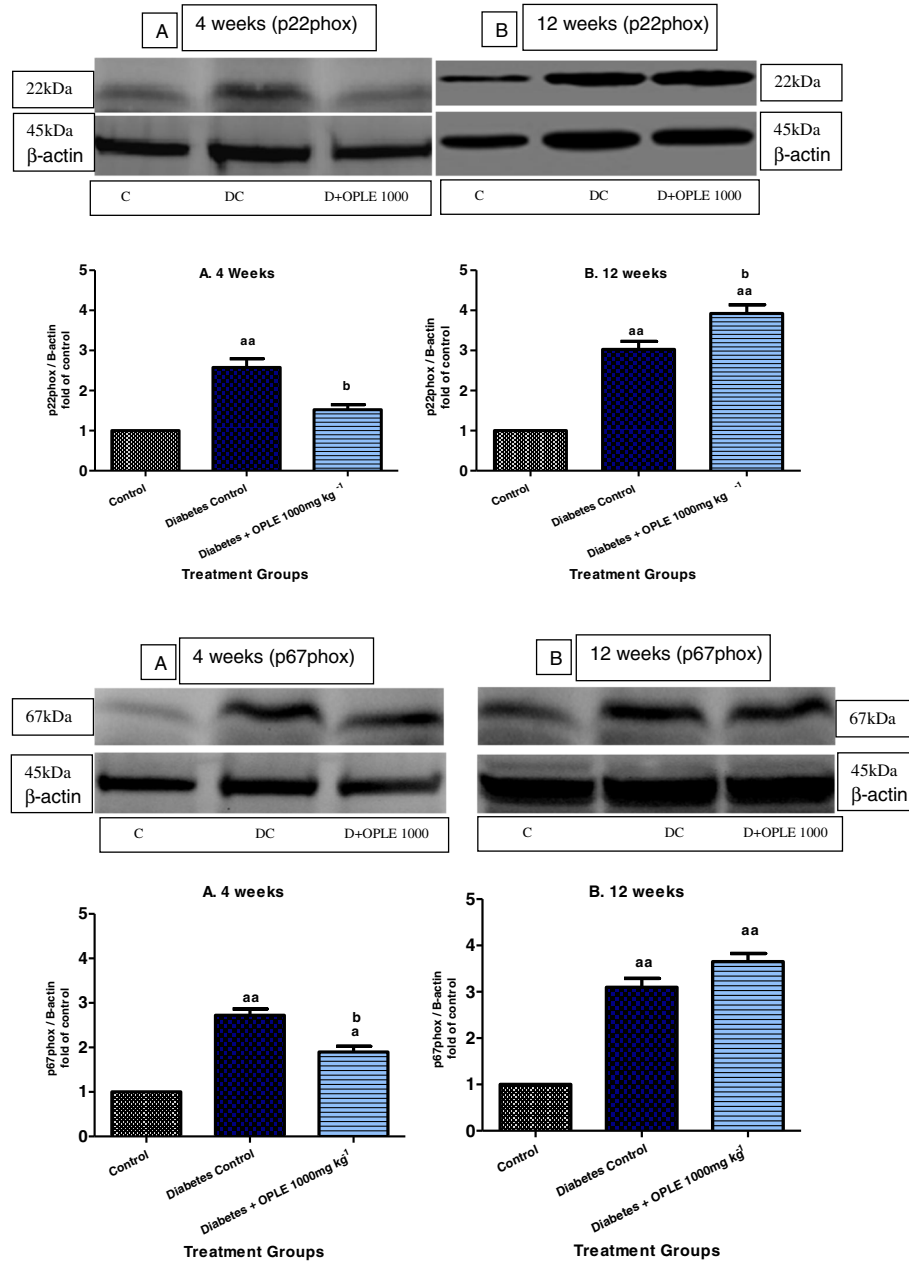 A
4 weeks (p22phox)
B
12 weeks (p22phox)
22kDa
22kDa
45kDa
β-actin
45kDa
β-actin
C DC D+OPLE 1000
C DC D+OPLE 1000
A. 4 Weeks
p22phox / B-actin
fold of control
5
4
3
2
1
0
aa
b
Control
Diabetes Control
Diabetes + OPLE 1000mg kg -1
Treatment Groups
B. 12 weeks
p22phox / B-actin
fold of control
5
4
3
2
1
0
aa
b
aa
Control
Diabetes Control
Diabetes + OPLE 1000mg kg -1
Treatment Groups
A
4 weeks (p67phox)
B
12 weeks (p67phox)
67kDa
67kDa
45kDa
β-actin
45kDa
β-actin
C DC D+OPLE 1000
C DC D+OPLE 1000
A. 4 weeks
p67phox / B-actin
fold of control
5
4
3
2
1
0
aa
b
a
Control
Diabetes Control
Diabetes + OPLE 1000mg kg-1
Treatment Groups
B. 12 weeks
p67phox / B-actin
fold of control
5
4
3
2
1
0
aa
aa
Control
Diabetes Control
Diabetes + OPLE 1000mg kg-1
Treatment Groups